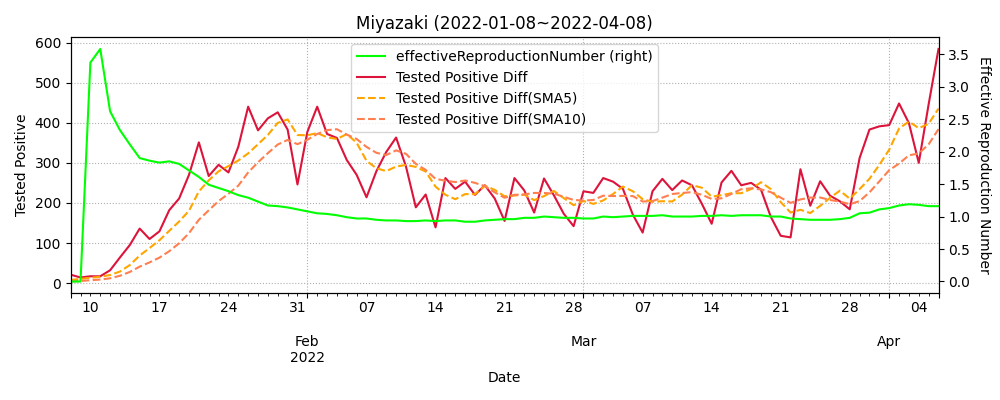 Miyazaki (2022-01-08~2022-04-08)
effectiveReproductionNumber (right)
Tested Positive Diff
Tested Positive Diff(SMA5)
Tested Positive Diff(SMA10)
Tested Positive
600
500
400
300
200
100
0
3.5
3.0
2.5
2.0
1.5
1.0
0.5
0.0
Effective Reproduction Number
10 17 24 31 07 14 21 28 07 14 21 28 04
Feb Mar Apr
2022
Date